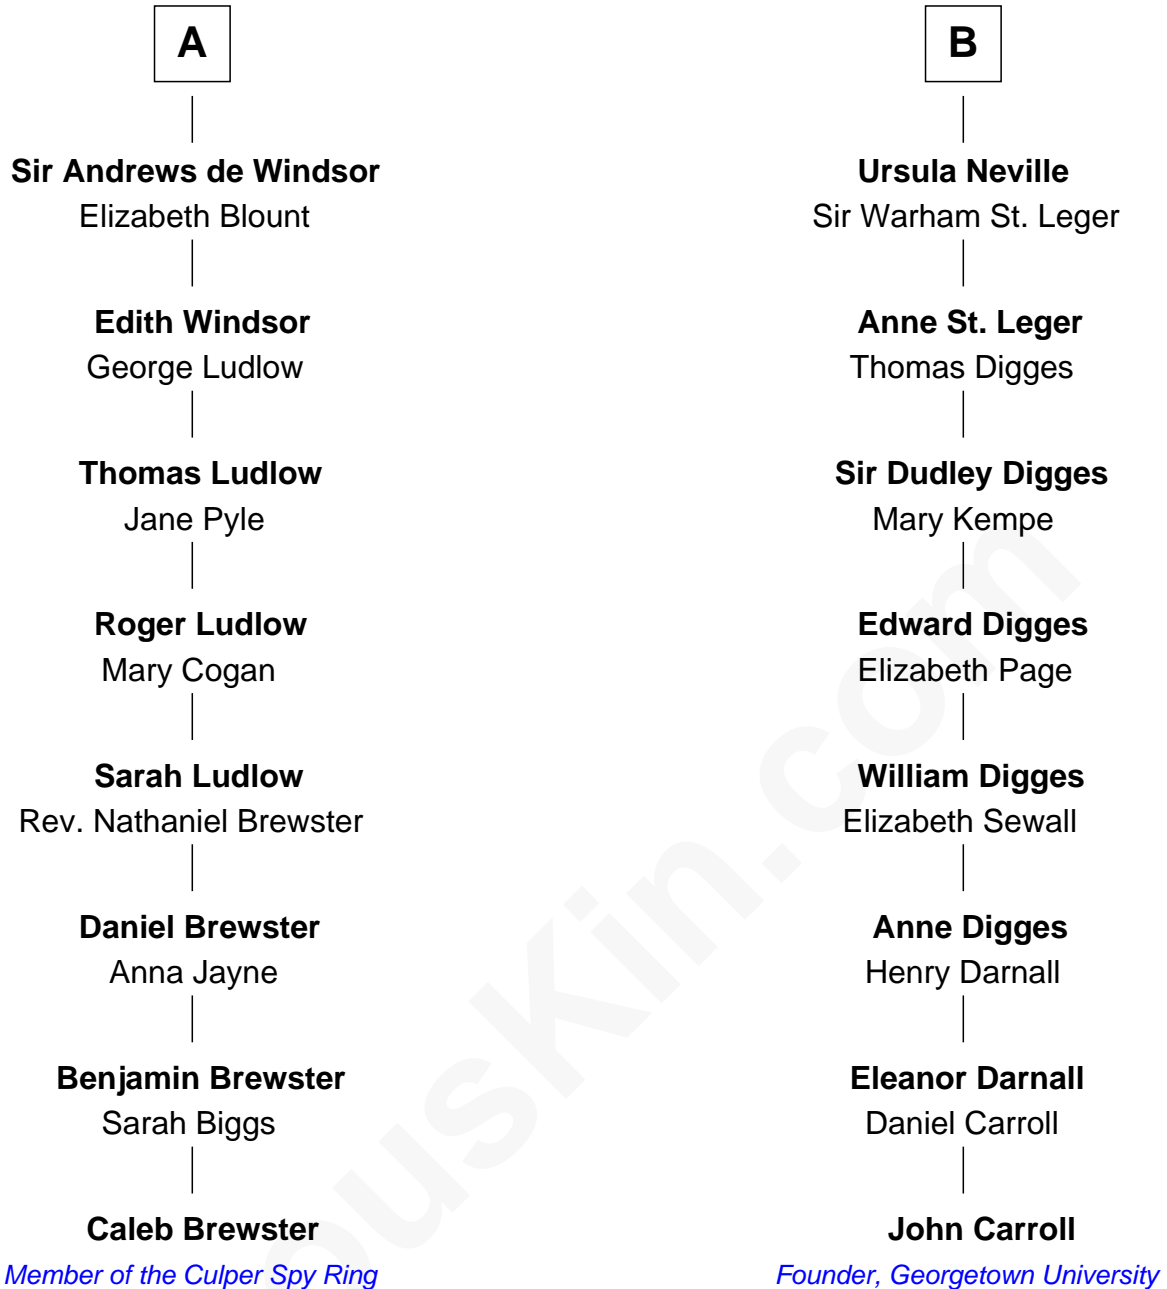 A
Sir Andrews de Windsor
Elizabeth Blount
Edith Windsor
George Ludlow
Thomas Ludlow
Jane Pyle
Roger Ludlow
Mary Cogan
Sarah Ludlow
Rev. Nathaniel Brewster
Daniel Brewster
Anna Jayne
Benjamin Brewster
Sarah Biggs
Caleb Brewster
Member of the Culper Spy Ring
B
Ursula Neville
Sir Warham St. Leger
Anne St. Leger
Thomas Digges
Sir Dudley Digges
Mary Kempe
Edward Digges
Elizabeth Page
William Digges
Elizabeth Sewall
Anne Digges
Henry Darnall
Eleanor Darnall
Daniel Carroll
John Carroll
Founder, Georgetown University
ousKin.com